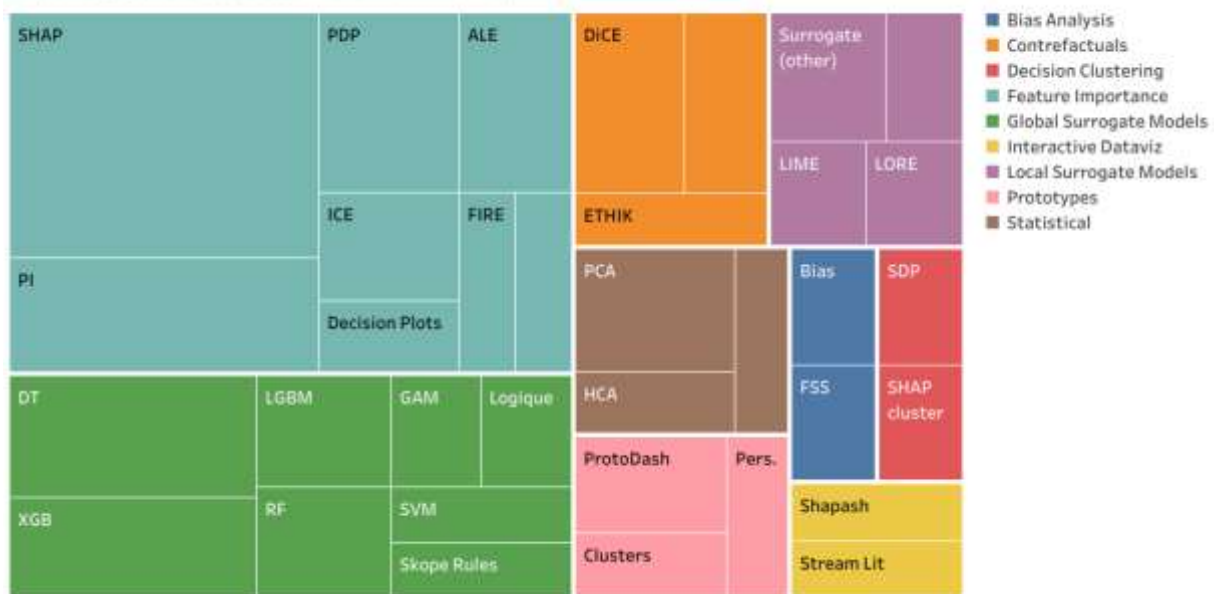 SHAP
PDP
ALE
DiCE
Surrogate
(other)
LIME
LORE
ICE
FIRE
ETHIK
PI
Decision Plots
PCA
Bias
SDP
HCA
FSS
SHAP
cluster
DT
LGBM
GAM
Logique
XGB
RF
SVM
Skope Rules
ProtoDash
Pers.
Clusters
Shapash
Stream Lit
Bias Analysis
Contrefactuals
Decision Clustering
Feature Importance
Global Surrogate Models
Interactive Dataviz
Local Surrogate Models
Prototypes
Statistical